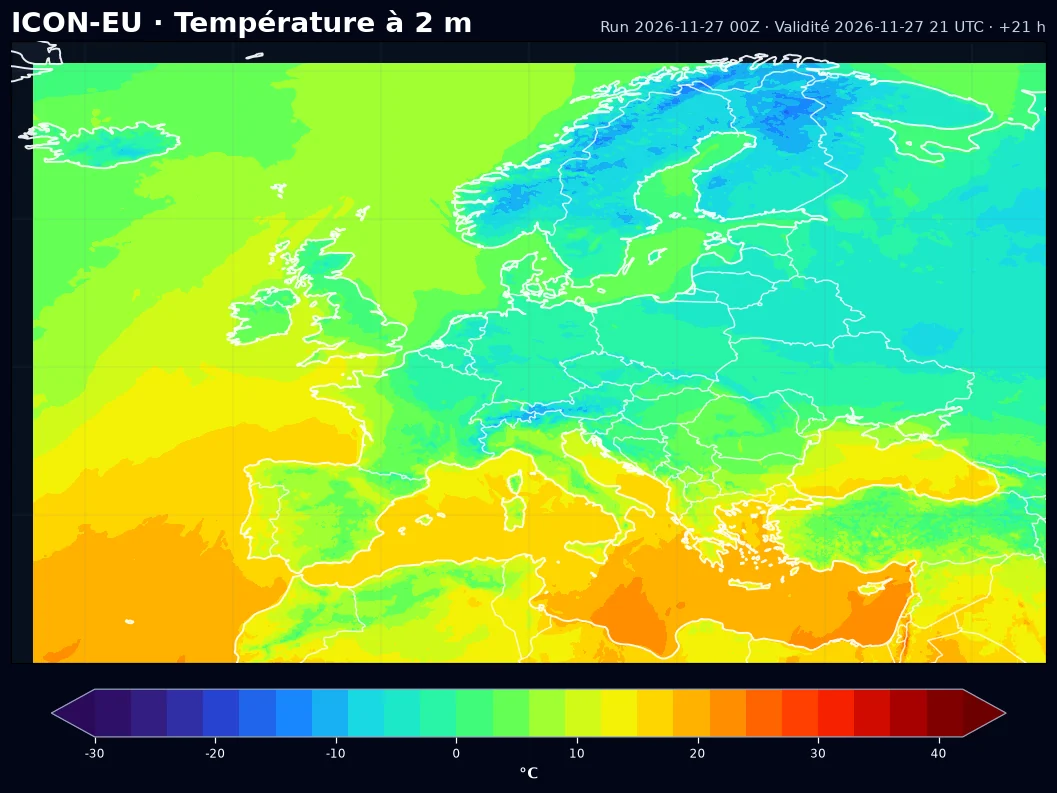 ICON-EU · Température à 2 m
Run 2026-11-27 00Z · Validité 2026-11-27 21 UTC · +21 h
-30 -20 -10 0 10 20 30 40
°C